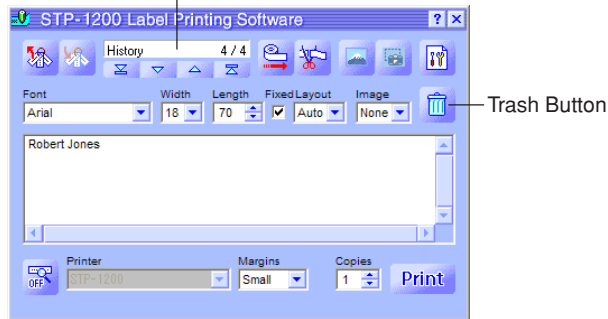 STP-1200 Label Printing Software
History 4 / 4
Font Width Length Fixed Layout Image
Arial 18 70 Auto None
Trash Button
Robert Jones
Printer Margins Copies
OFF STP-1200 Small 1 Print